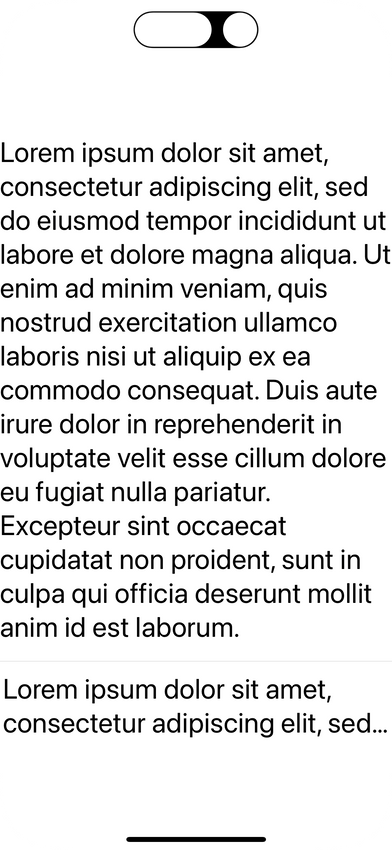 Lorem ipsum dolor sit amet,
consectetur adipiscing elit, sed
do eiusmod tempor incididunt ut
labore et dolore magna aliqua. Ut
enim ad minim veniam, quis
nostrud exercitation ullamco
laboris nisi ut aliquip ex ea
commodo consequat. Duis aute
irure dolor in reprehenderit in
voluptate velit esse cillum dolore
eu fugiat nulla pariatur.
Excepteur sint occaecat
cupidatat non proident, sunt in
culpa qui officia deserunt mollit
anim id est laborum.
Lorem ipsum dolor sit amet,
consectetur adipiscing elit, sed...